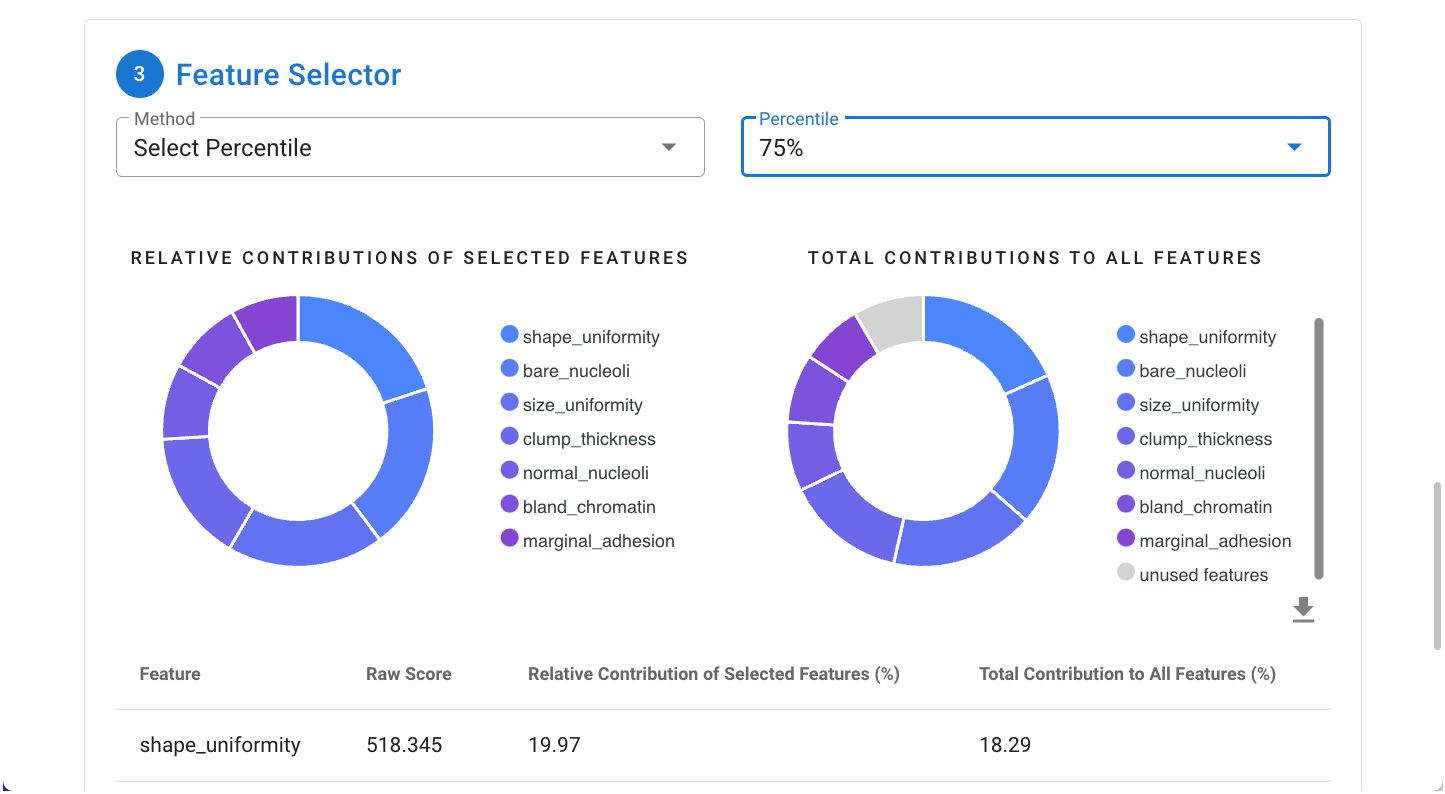 3 Feature Selector
Method
Select Percentile
Percentile
75%
RELATIVE CONTRIBUTIONS OF SELECTED FEATURES
shape_uniformity
bare_nucleoli
size_uniformity
clump_thickness
normal_nucleoli
bland_chromatin
marginal_adhesion
TOTAL CONTRIBUTIONS TO ALL FEATURES
shape_uniformity
bare_nucleoli
size_uniformity
clump_thickness
normal_nucleoli
bland_chromatin
marginal_adhesion
unused features
Feature Raw Score Relative Contribution of Selected Features (%) Total Contribution to All Features (%)
shape_uniformity 518.345 19.97 18.29